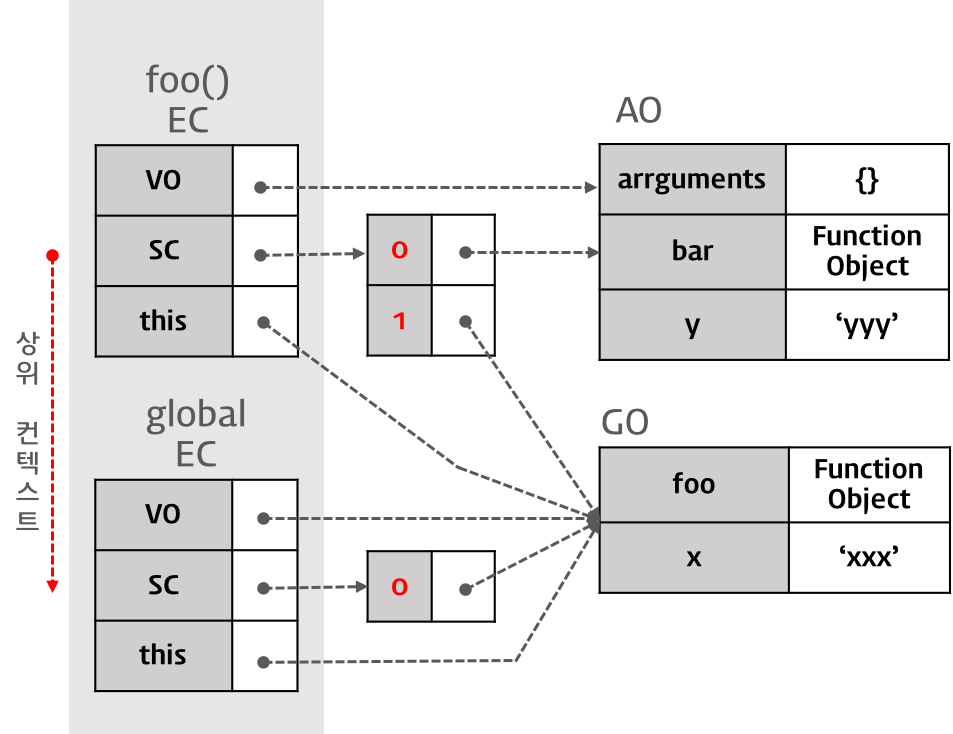 foo()
EC
AO
VO
arrguments
{}
SC
0
bar
Function
Object
this
1
y
‘yyy’
상위 컨텍스트
global
EC
GO
VO
foo
Function
Object
SC
0
x
‘xxx’
this